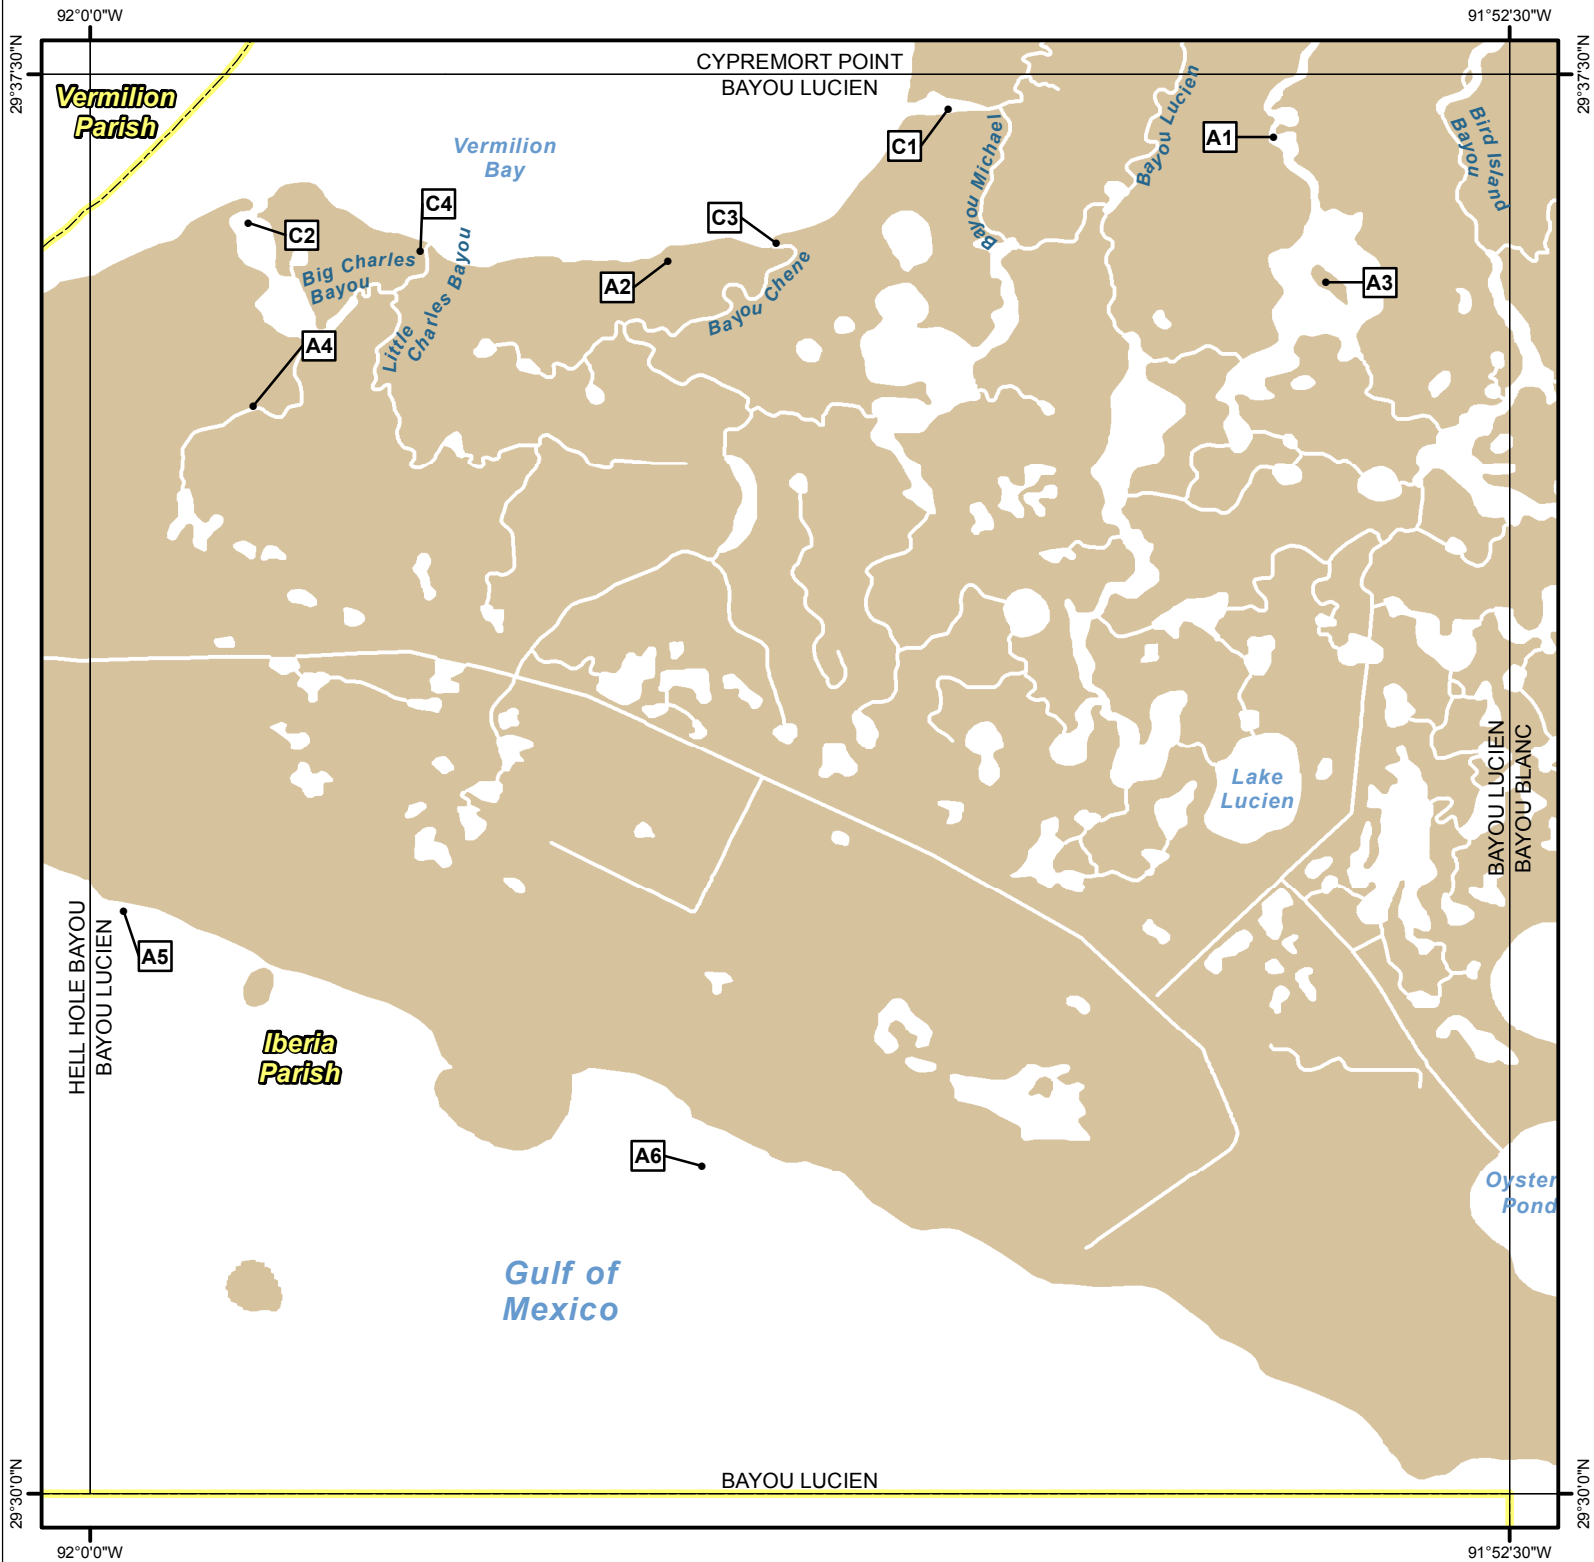 92°0'0"W
91°52'30"W
29°37'30"N
29°37'30"N
CYPREMORT POINT
BAYOU LUCIEN
Vermilion
Parish
Vermilion
Bay
C1
A1
Bayou Michael
Bayou Lucien
Bird Island
Bayou
C4
C2
C3
Big Charles
Bayou
Little
Charles Bayou
A2
Bayou Chene
A3
A4
Lake
Lucien
BAYOU LUCIEN
BAYOU BLANC
HELL HOLE BAYOU
BAYOU LUCIEN
A5
Iberia
Parish
A6
Oyster
Pond
Gulf of
Mexico
BAYOU LUCIEN
29°30'0"N
29°30'0"N
92°0'0"W
91°52'30"W